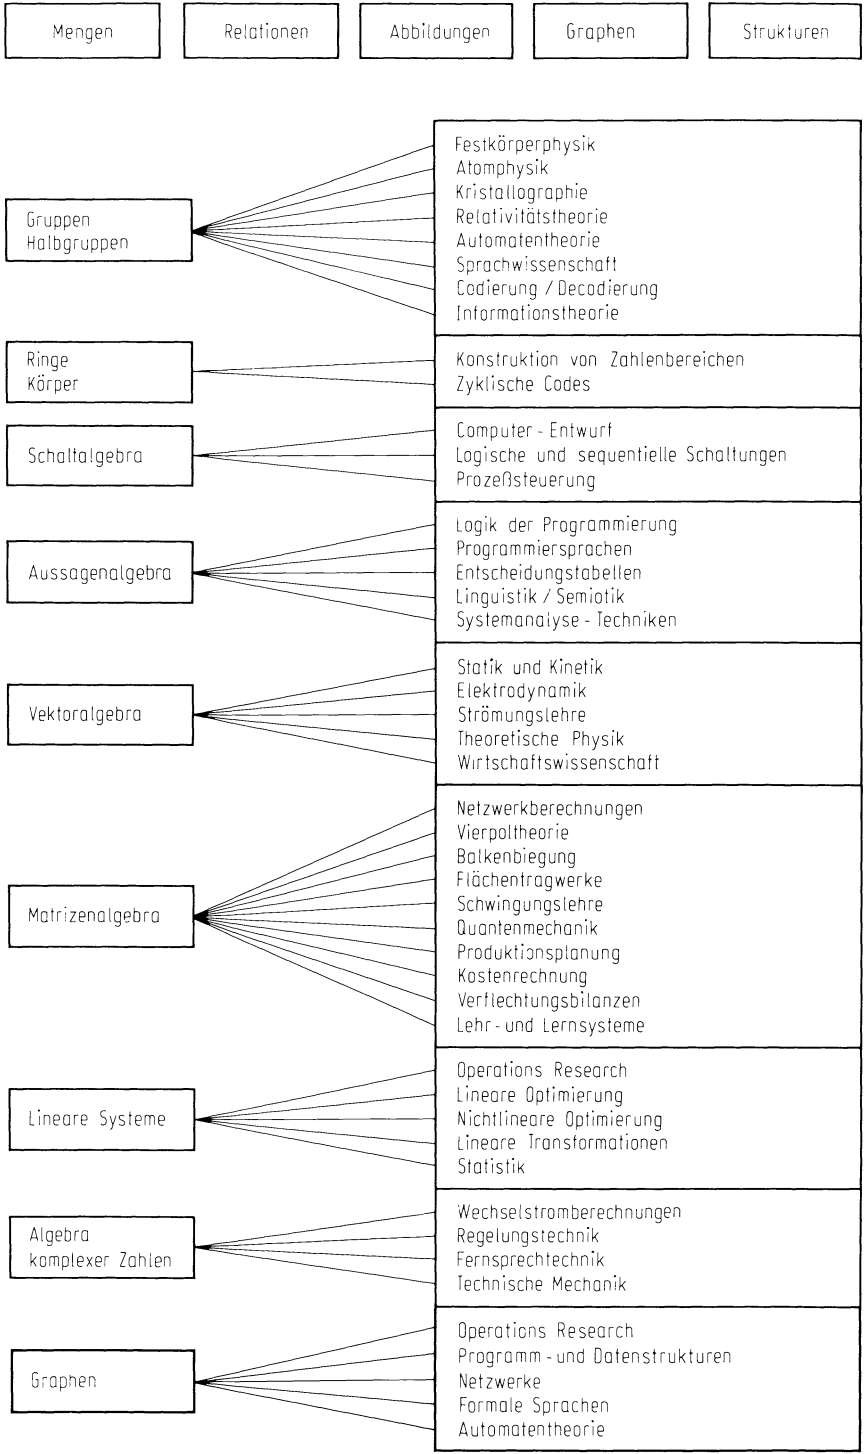 Mengen
Relationen
Abbildungen
Graphen
Strukturen
Gruppen
Halbgruppen
Festkörperphysik
Atomphysik
Kristallographie
Relativitätstheorie
Automatentheorie
Sprachwissenschaft
Codierung / Decodierung
Informationstheorie
Ringe
Körper
Konstruktion von Zahlenbereichen
Zyklische Codes
Schaltalgebra
Computer - Entwurf
Logische und sequentielle Schaltungen
Prozeßsteuerung
Aussagenalgebra
Logik der Programmierung
Programmiersprachen
Entscheidungstabellen
Linguistik / Semiotik
Systemanalyse - Techniken
Vektoralgebra
Statik und Kinetik
Elektrodynamik
Strömungslehre
Theoretische Physik
Wirtschaftswissenschaft
Matrizenalgebra
Netzwerkberechnungen
Vierpoltheorie
Balkenbiegung
Flächentragwerke
Schwingungslehre
Quantenmechanik
Produktionsplanung
Kostenrechnung
Verflechtungsbilanzen
Lehr - und Lernsysteme
Lineare Systeme
Operations Research
Lineare Optimierung
Nichtlineare Optimierung
Lineare Transformationen
Statistik
Algebra
komplexer Zahlen
Wechselstromberechnungen
Regelungstechnik
Fernsprechtechnik
Technische Mechanik
Graphen
Operations Research
Programm - und Datenstrukturen
Netzwerke
Formale Sprachen
Automatentheorie